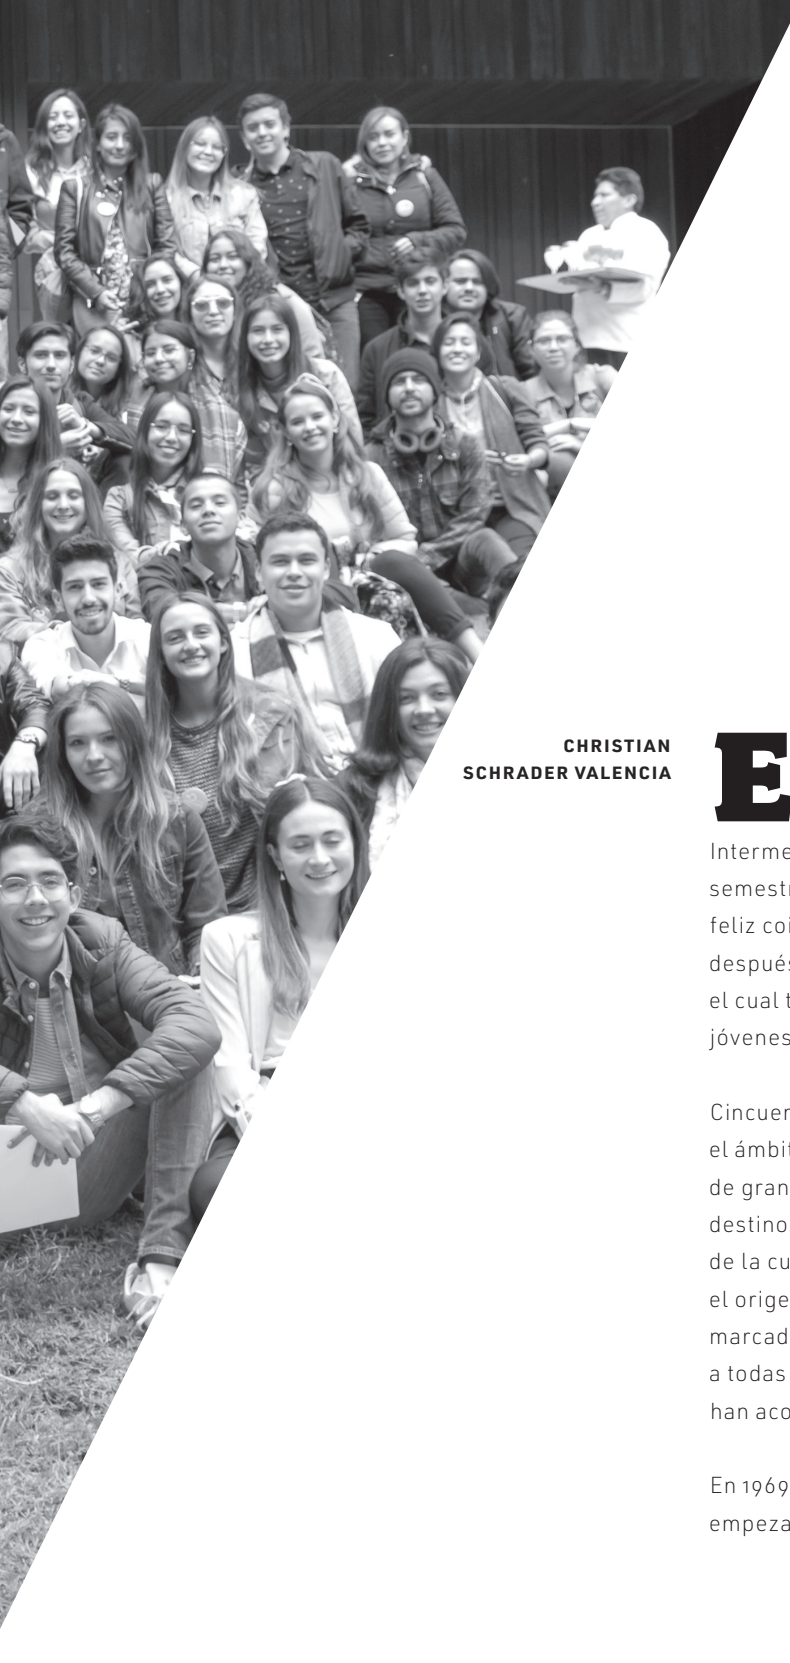 CHRISTIAN
SCHRADER VALENCIA
E
Interme
semestr
feliz coi
después
el cual t
jóvenes
Cincuen
el ámbit
de gran
destino
de la cu
el orige
marcad
a todas
han aco
En 1969
empeza